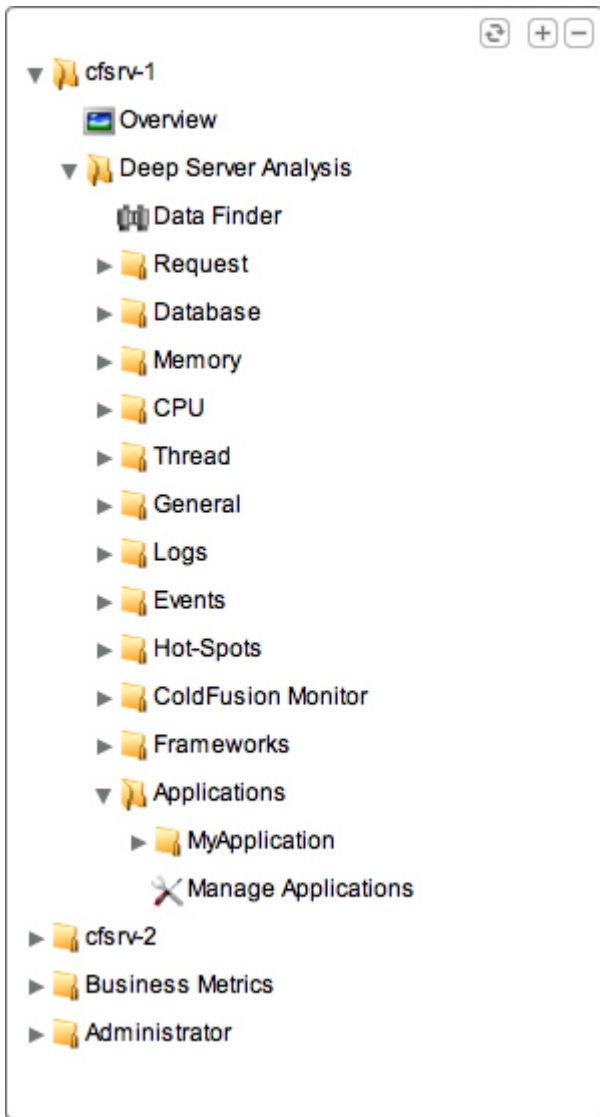 cfsrv-1
Overview
Deep Server Analysis
Data Finder
Request
Database
Memory
CPU
Thread
General
Logs
Events
Hot-Spots
ColdFusion Monitor
Frameworks
Applications
MyApplication
Manage Applications
cfsrv-2
Business Metrics
Administrator